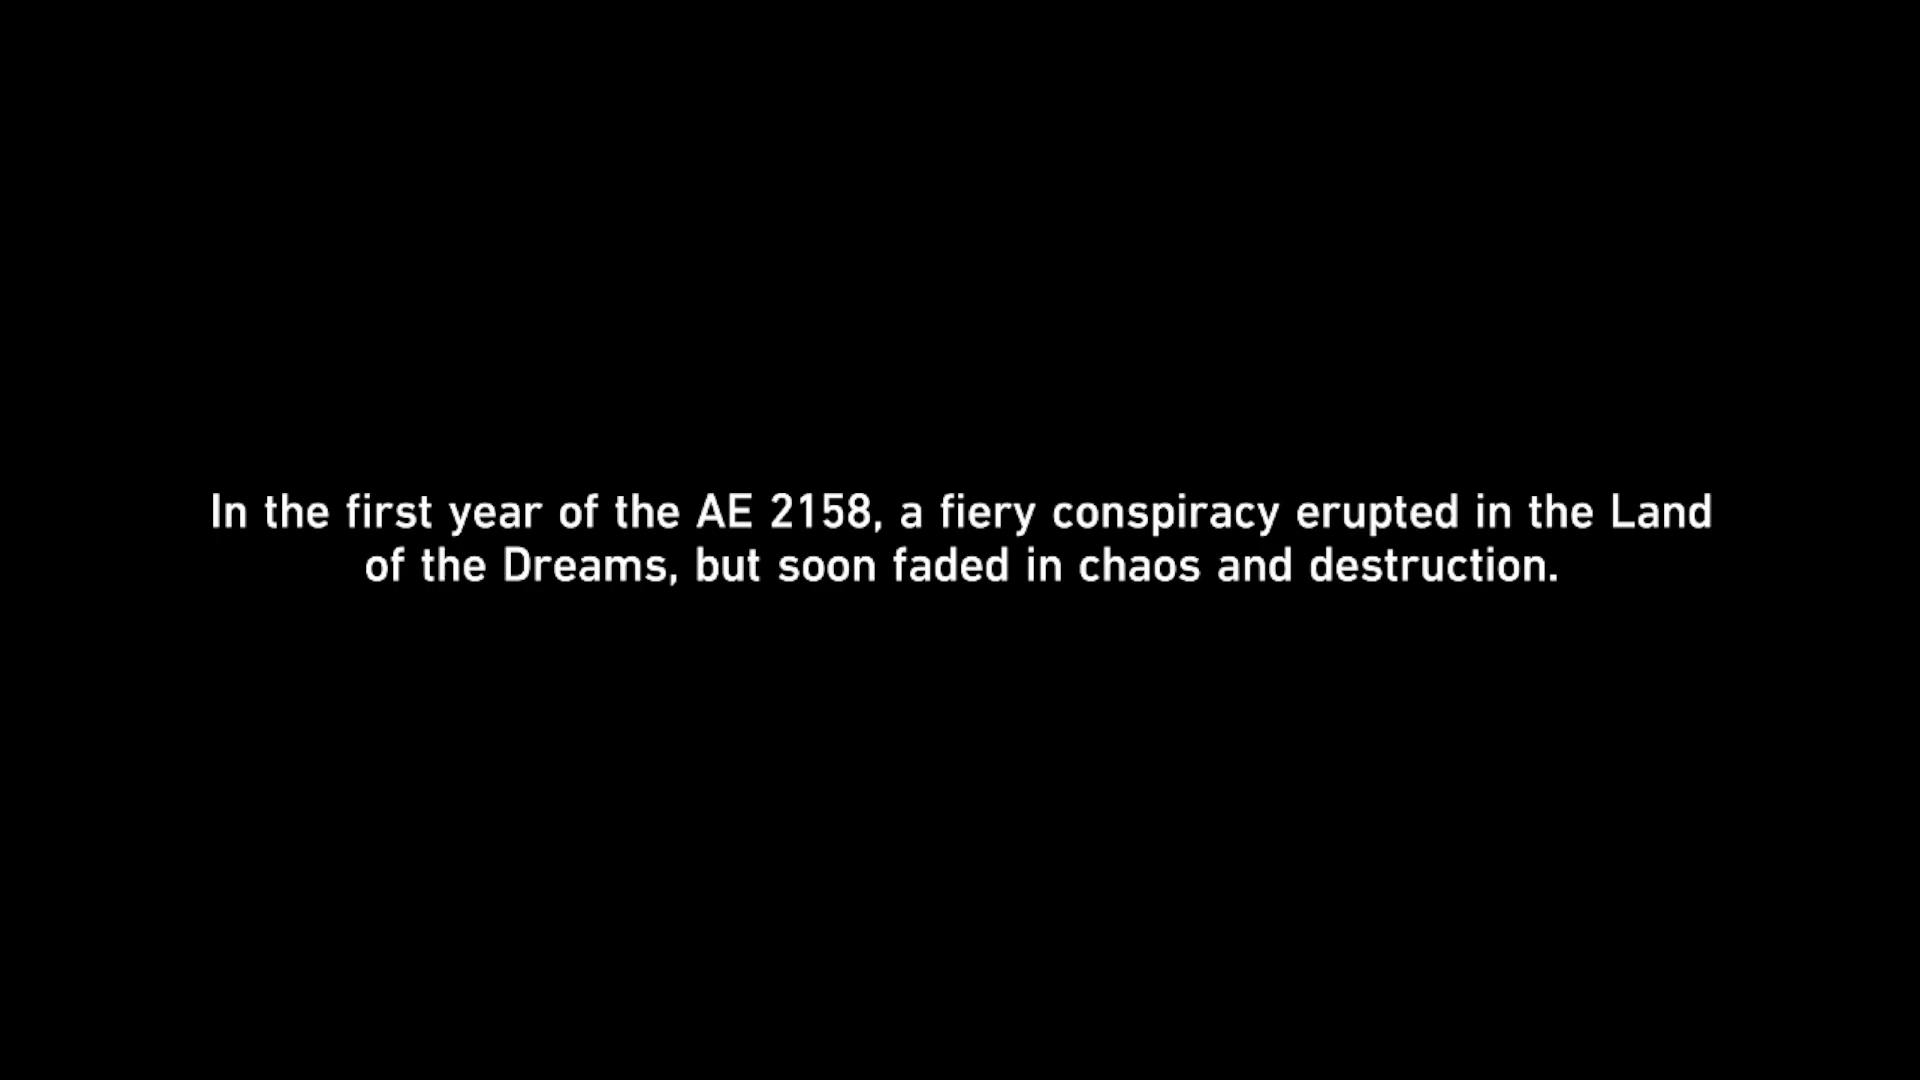 In the first year of the AE 2158, a fiery conspiracy erupted in the Land
of the Dreams, but soon faded in chaos and destruction.